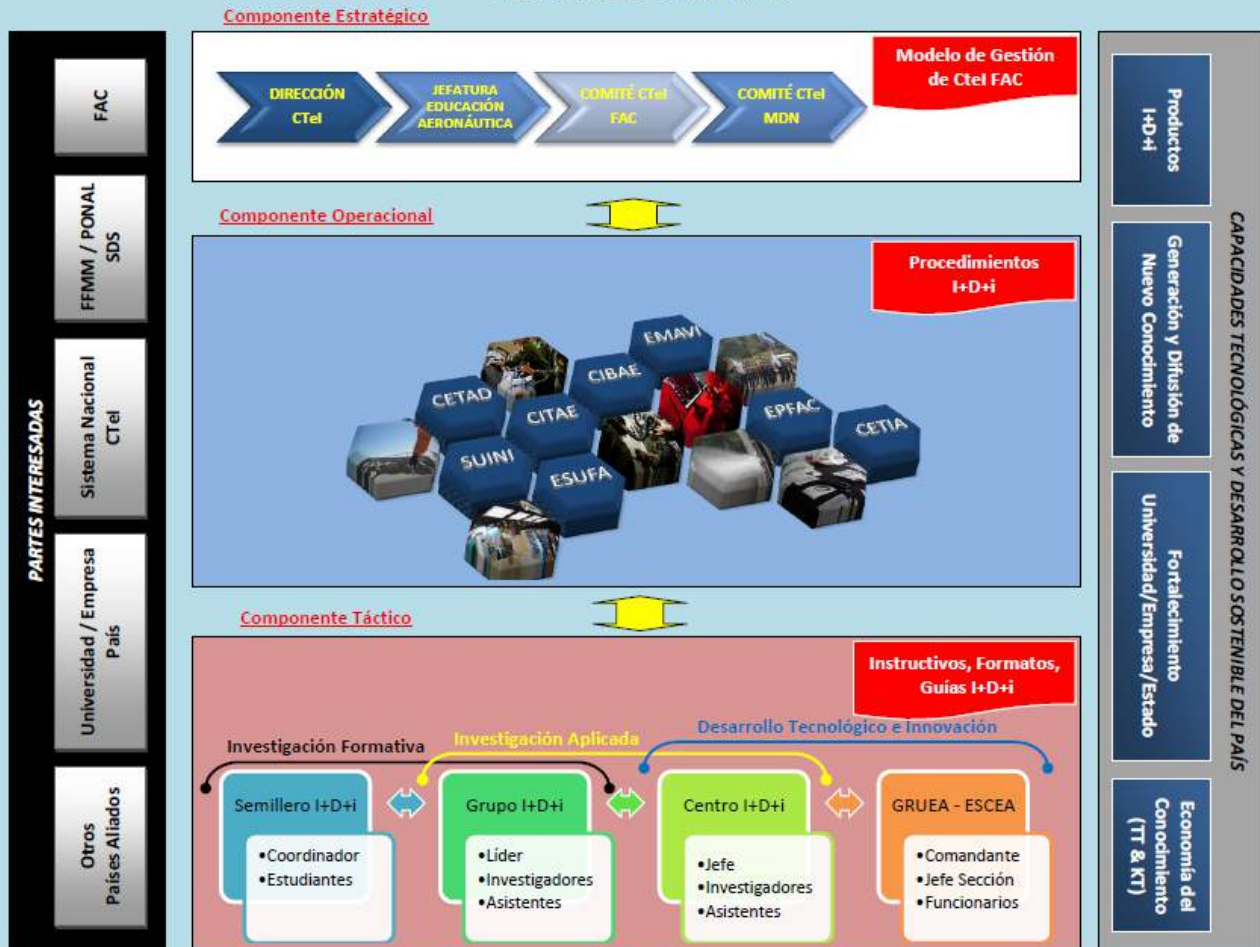 Componente Estratégico
DIRECCIÓN
CTeI
JEFATURA
EDUCACIÓN
AERONÁUTICA
COMITÉ CTeI
FAC
COMITÉ CTeI
MDN
Modelo de Gestión
de CteI FAC
PARTES INTERESADAS
FAC
FFMM / PONAL
SDS
Sistema Nacional
CTeI
Universidad / Empresa
País
Otros
Países Aliados
Componente Operacional
Procedimientos
I+D+i
EMAVI
CIBAE
CETAD
CITAE
EPFAC
CETIA
SUINI
ESUFA
Componente Táctico
Instructivos, Formatos,
Guías I+D+i
Investigación Formativa
Investigación Aplicada
Desarrollo Tecnológico e Innovación
Semillero I+D+i
•Coordinador
•Estudiantes
Grupo I+D+i
•Líder
•Investigadores
•Asistentes
Centro I+D+i
•Jefe
•Investigadores
•Asistentes
GRUEA - ESCEA
•Comandante
•Jefe Sección
•Funcionarios
Productos
I+D+i
Generación y Difusión de
Nuevo Conocimiento
Fortalecimiento
Universidad/Empresa/Estado
Economía del
Conocimiento
(TT & KT)
CAPACIDADES TECNOLÓGICAS Y DESARROLLO SOSTENIBLE DEL PAÍS